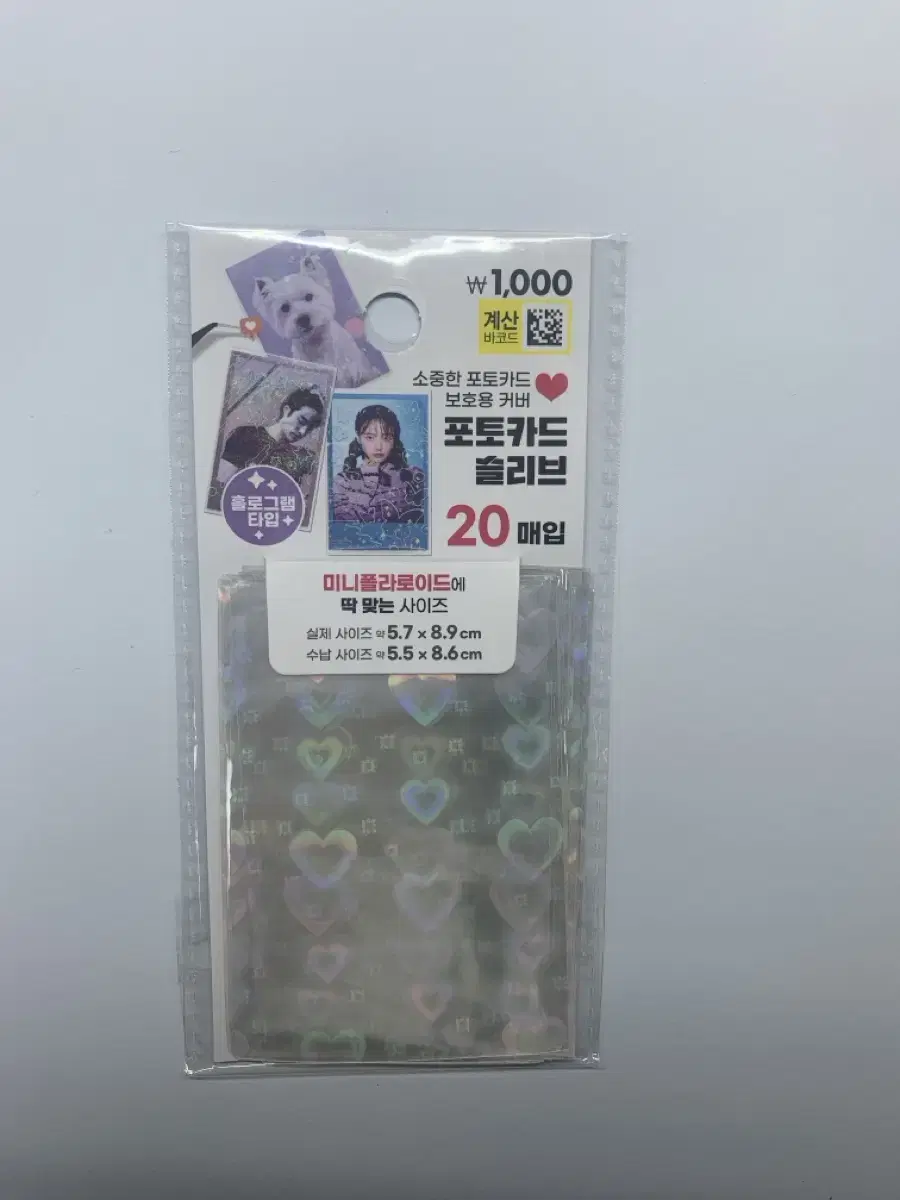 ₩1,000
계산
바코드
소중한 포토카드
보호용 커버
포토카드
슬리브
20 매입
홀로그램
타입
미니폴라로이드에
딱 맞는 사이즈
실제 사이즈 약 5.7 x 8.9 cm
수납 사이즈 약 5.5 x 8.6 cm